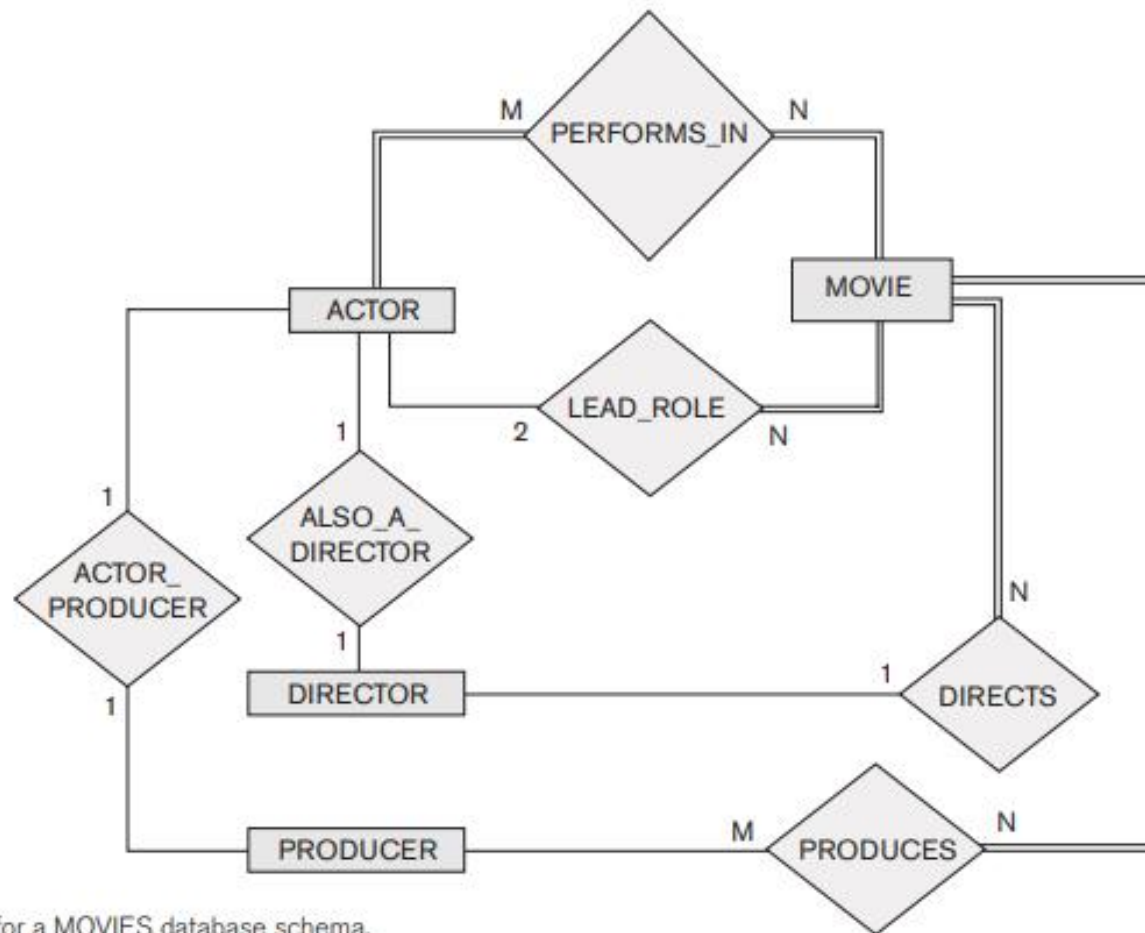 M
N
PERFORMS_IN
MOVIE
ACTOR
LEAD_ROLE
2
N
1
1
ALSO_A_
DIRECTOR
ACTOR_
PRODUCER
N
1
1
1
DIRECTOR
DIRECTS
M
N
PRODUCER
PRODUCES
for a MOVIES database schema.